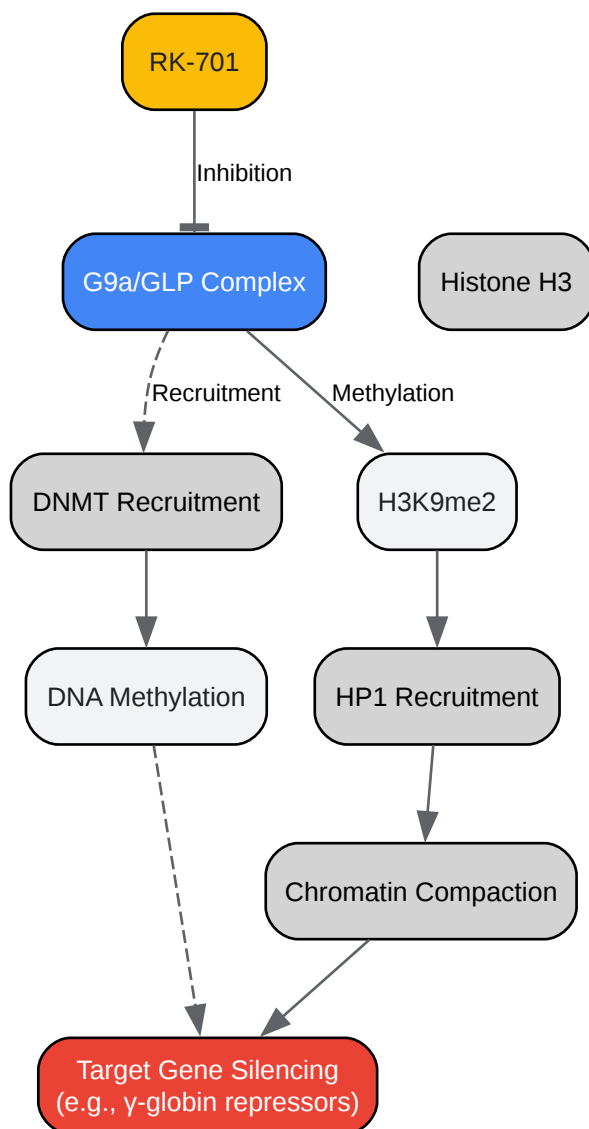 RK-701
Inhibition
G9a/GLP Complex
Histone H3
Recruitment
Methylation
DNMT Recruitment
H3K9me2
DNA Methylation
HP1 Recruitment
Chromatin Compaction
Target Gene Silencing
(e.g., γ-globin repressors)